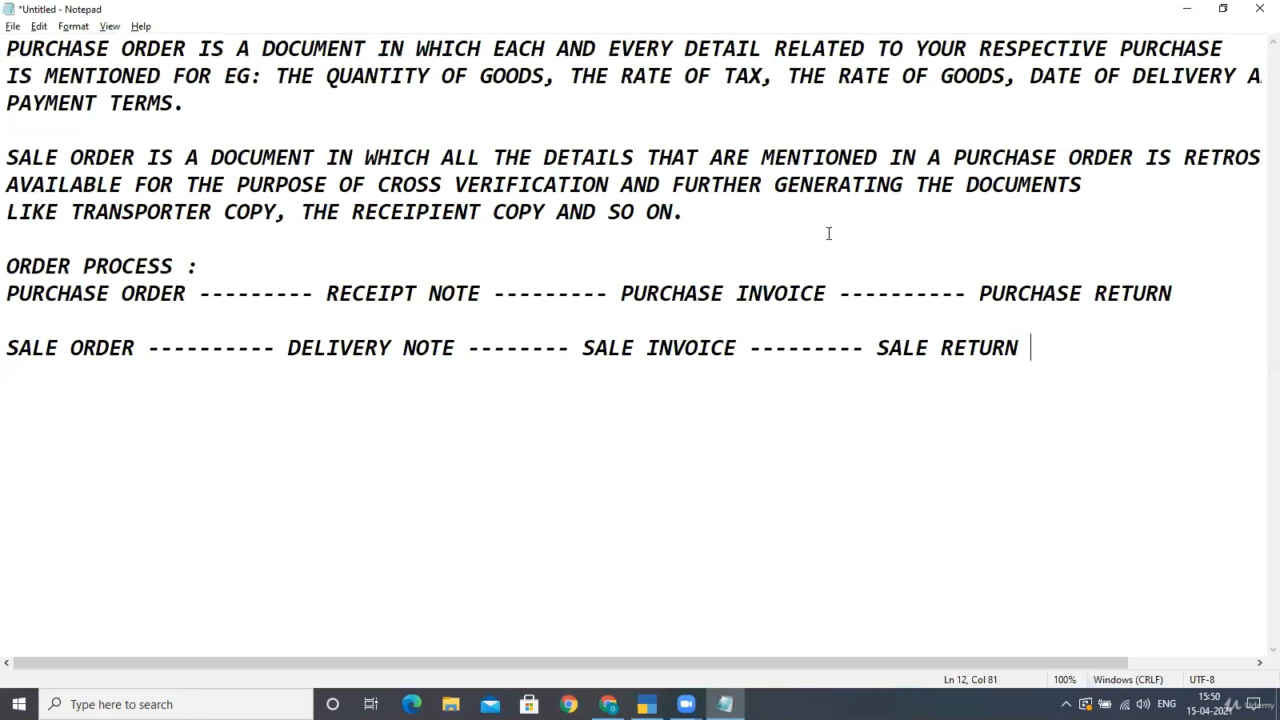 *Untitled - Notepad
File Edit Format View Help
PURCHASE ORDER IS A DOCUMENT IN WHICH EACH AND EVERY DETAIL RELATED TO YOUR RESPECTIVE PURCHASE
IS MENTIONED FOR EG: THE QUANTITY OF GOODS, THE RATE OF TAX, THE RATE OF GOODS, DATE OF DELIVERY
PAYMENT TERMS.
SALE ORDER IS A DOCUMENT IN WHICH ALL THE DETAILS THAT ARE MENTIONED IN A PURCHASE ORDER IS RETROS
AVAILABLE FOR THE PURPOSE OF CROSS VERIFICATION AND FURTHER GENERATING THE DOCUMENTS
LIKE TRANSPORTER COPY, THE RECEIPIENT COPY AND SO ON.
ORDER PROCESS :
PURCHASE ORDER --------- RECEIPT NOTE --------- PURCHASE INVOICE ---------- PURCHASE RETURN
SALE ORDER ---------- DELIVERY NOTE -------- SALE INVOICE --------- SALE RETURN
Ln 12, Col 81 100% Windows (CRLF) UTF-8
Type here to search
ENG
15:50
15-04-2021
Udemy